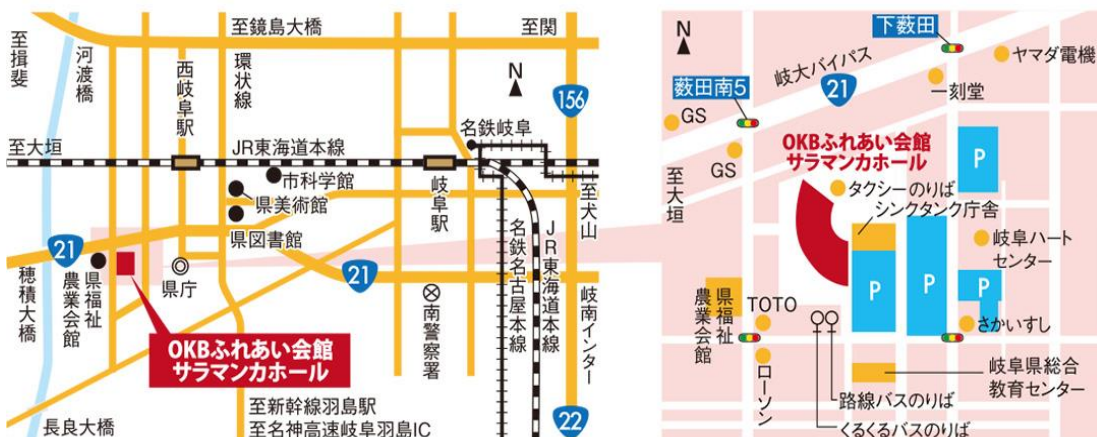 至鏡島大橋
至関
至揖斐
河渡橋
西岐阜駅
環状線
N
156
名鉄岐阜
至大垣
JR東海道本線
市科学館
県美術館
県図書館
岐阜駅
至犬山
21
穂積大橋
県福祉
農業会館
県庁
21
南警察署
名鉄名古屋本線
JR東海道本線
岐南インター
OKBふれあい会館
サラマンカホール
長良大橋
至新幹線羽島駅
至名神高速岐阜羽島IC
22
N
下薮田
ヤマダ電機
岐大バイパス
21
一刻堂
薮田南5
GS
GS
至大垣
OKBふれあい会館
サラマンカホール
タクシーのりば
シンクタンク庁舎
P
P
P
P
岐阜ハート
センター
県福祉
農業会館
TOTO
さかいすし
ローソン
岐阜県総合
教育センター
路線バスのりば
くるくるバスのりば